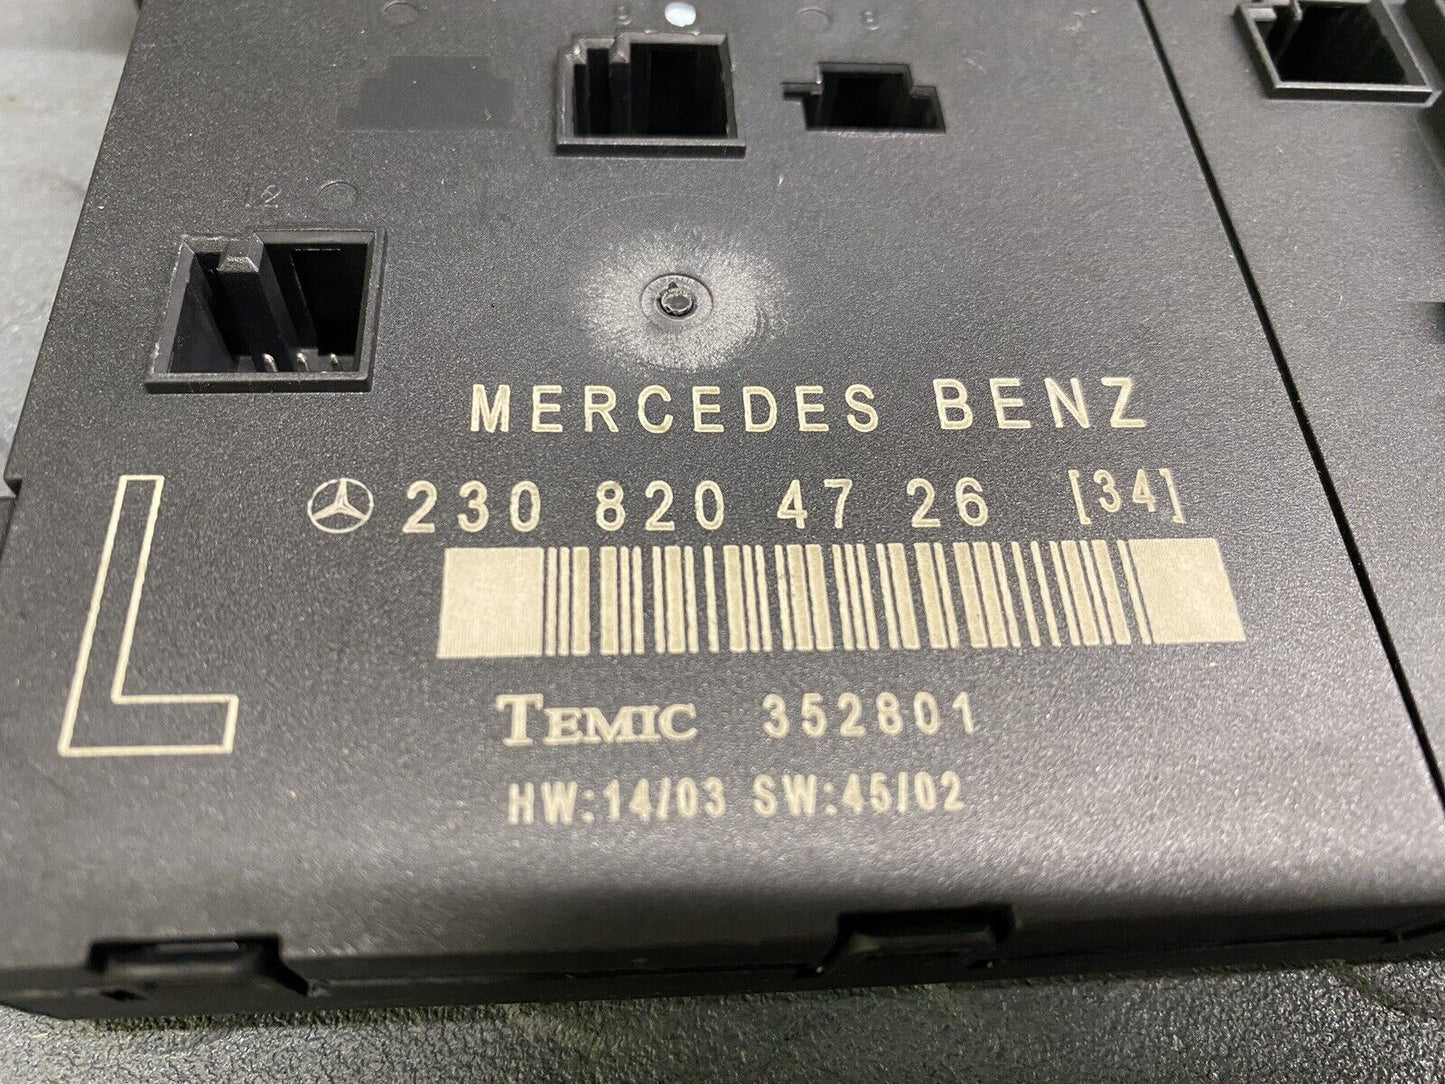 MERCEDES BENZ
L
230 820 47 26 [34]
TEMIC 352801
HW:14/03 SW:45/02